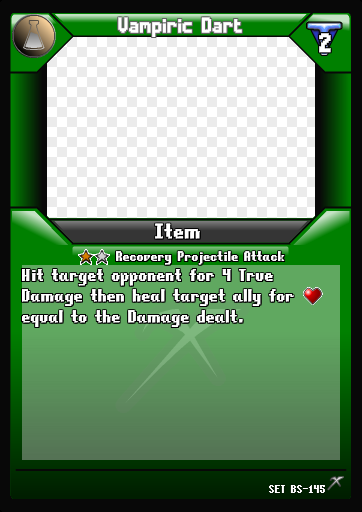 Vampiric Dart
2
Item
Recovery Projectile Attack
Hit target opponent for 4 True
Damage then heal target ally for
equal to the Damage dealt.
SET BS-145